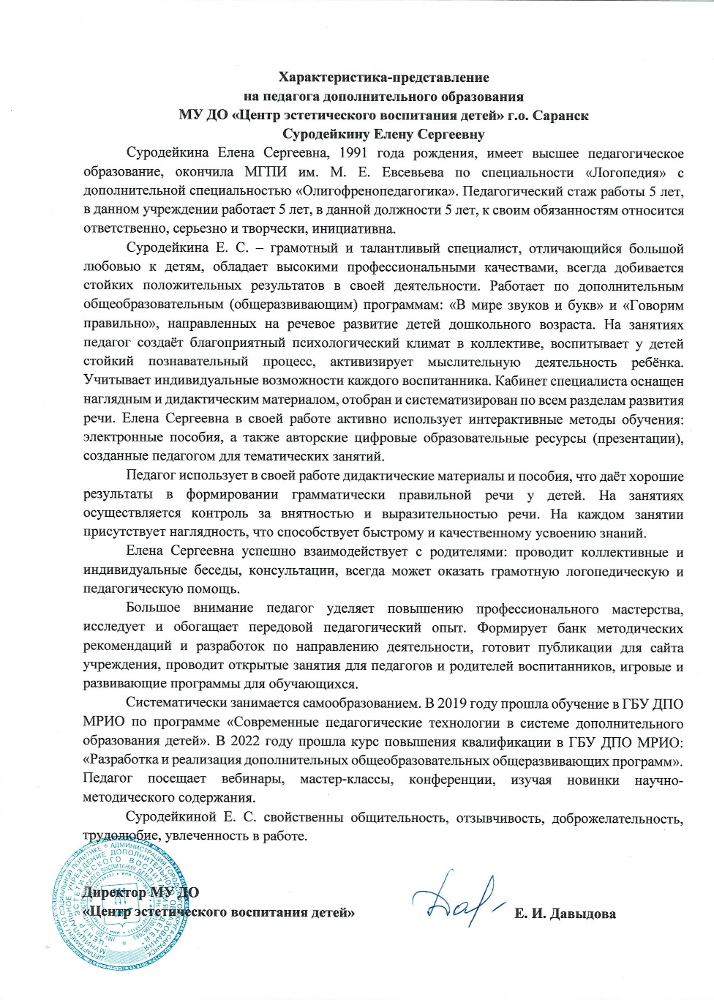 Характеристика-представление
на педагога дополнительного образования
МУ ДО «Центр эстетического воспитания детей» г.о. Саранск
Суродейкину Елену Сергеевну
Суродейкина Елена Сергеевна, 1991 года рождения, имеет высшее педагогическое
образование, окончила МГПИ им. М. Е. Евсевьева по специальности «Логопедия» с
дополнительной специальностью «Олигофренопедагогика». Педагогический стаж работы 5 лет,
в данном учреждении работает 5 лет, в данной должности 5 лет, к своим обязанностям относится
ответственно, серьезно и творчески, инициативна.
Суродейкина Е. С. – грамотный и талантливый специалист, отличающийся большой
любовью к детям, обладает высокими профессиональными качествами, всегда добивается
стойких положительных результатов в своей деятельности. Работает по дополнительным
общеобразовательным (общеразвивающим) программам: «В мире звуков и букв» и «Говорим
правильно», направленных на речевое развитие детей дошкольного возраста. На занятиях
педагог создаёт благоприятный психологический климат в коллективе, воспитывает у детей
стойкий познавательный процесс, активизирует мыслительную деятельность ребёнка.
Учитывает индивидуальные возможности каждого воспитанника. Кабинет специалиста оснащен
наглядным и дидактическим материалом, отобран и систематизирован по всем разделам развития
речи. Елена Сергеевна в своей работе активно использует интерактивные методы обучения:
электронные пособия, а также авторские цифровые образовательные ресурсы (презентации),
созданные педагогом для тематических занятий.
Педагог использует в своей работе дидактические материалы и пособия, что даёт хорошие
результаты в формировании грамматически правильной речи у детей. На занятиях
осуществляется контроль за внятностью и выразительностью речи. На каждом занятии
присутствует наглядность, что способствует быстрому и качественному усвоению знаний.
Елена Сергеевна успешно взаимодействует с родителями: проводит коллективные и
индивидуальные беседы, консультации, всегда может оказать грамотную логопедическую и
педагогическую помощь.
Большое внимание педагог уделяет повышению профессионального мастерства,
исследует и обогащает передовой педагогический опыт. Формирует банк методических
рекомендаций и разработок по направлению деятельности, готовит публикации для сайта
учреждения, проводит открытые занятия для педагогов и родителей воспитанников, игровые и
развивающие программы для обучающихся.
Систематически занимается самообразованием. В 2019 году прошла обучение в ГБУ ДПО
МРИО по программе «Современные педагогические технологии в системе дополнительного
образования детей». В 2022 году прошла курс повышения квалификации в ГБУ ДПО МРИО:
«Разработка и реализация дополнительных общеобразовательных общеразвивающих программ».
Педагог посещает вебинары, мастер-классы, конференции, изучая новинки научно-
методического содержания.
Суродейкиной Е. С. свойственны общительность, отзывчивость, доброжелательность,
трудолюбие, увлеченность в работе.
Директор МУ ДО
«Центр эстетического воспитания детей»
Е. И. Давыдова